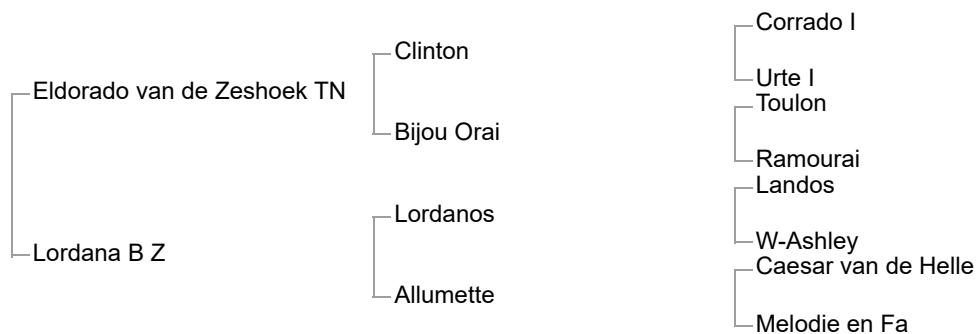 Corrado I
Clinton
Urte I
Eldorado van de Zeshoek TN
Toulon
Bijou Orai
Ramourai
Landos
Lordanos
W-Ashley
Lordana B Z
Caesar van de Helle
Allumette
Melodie en Fa